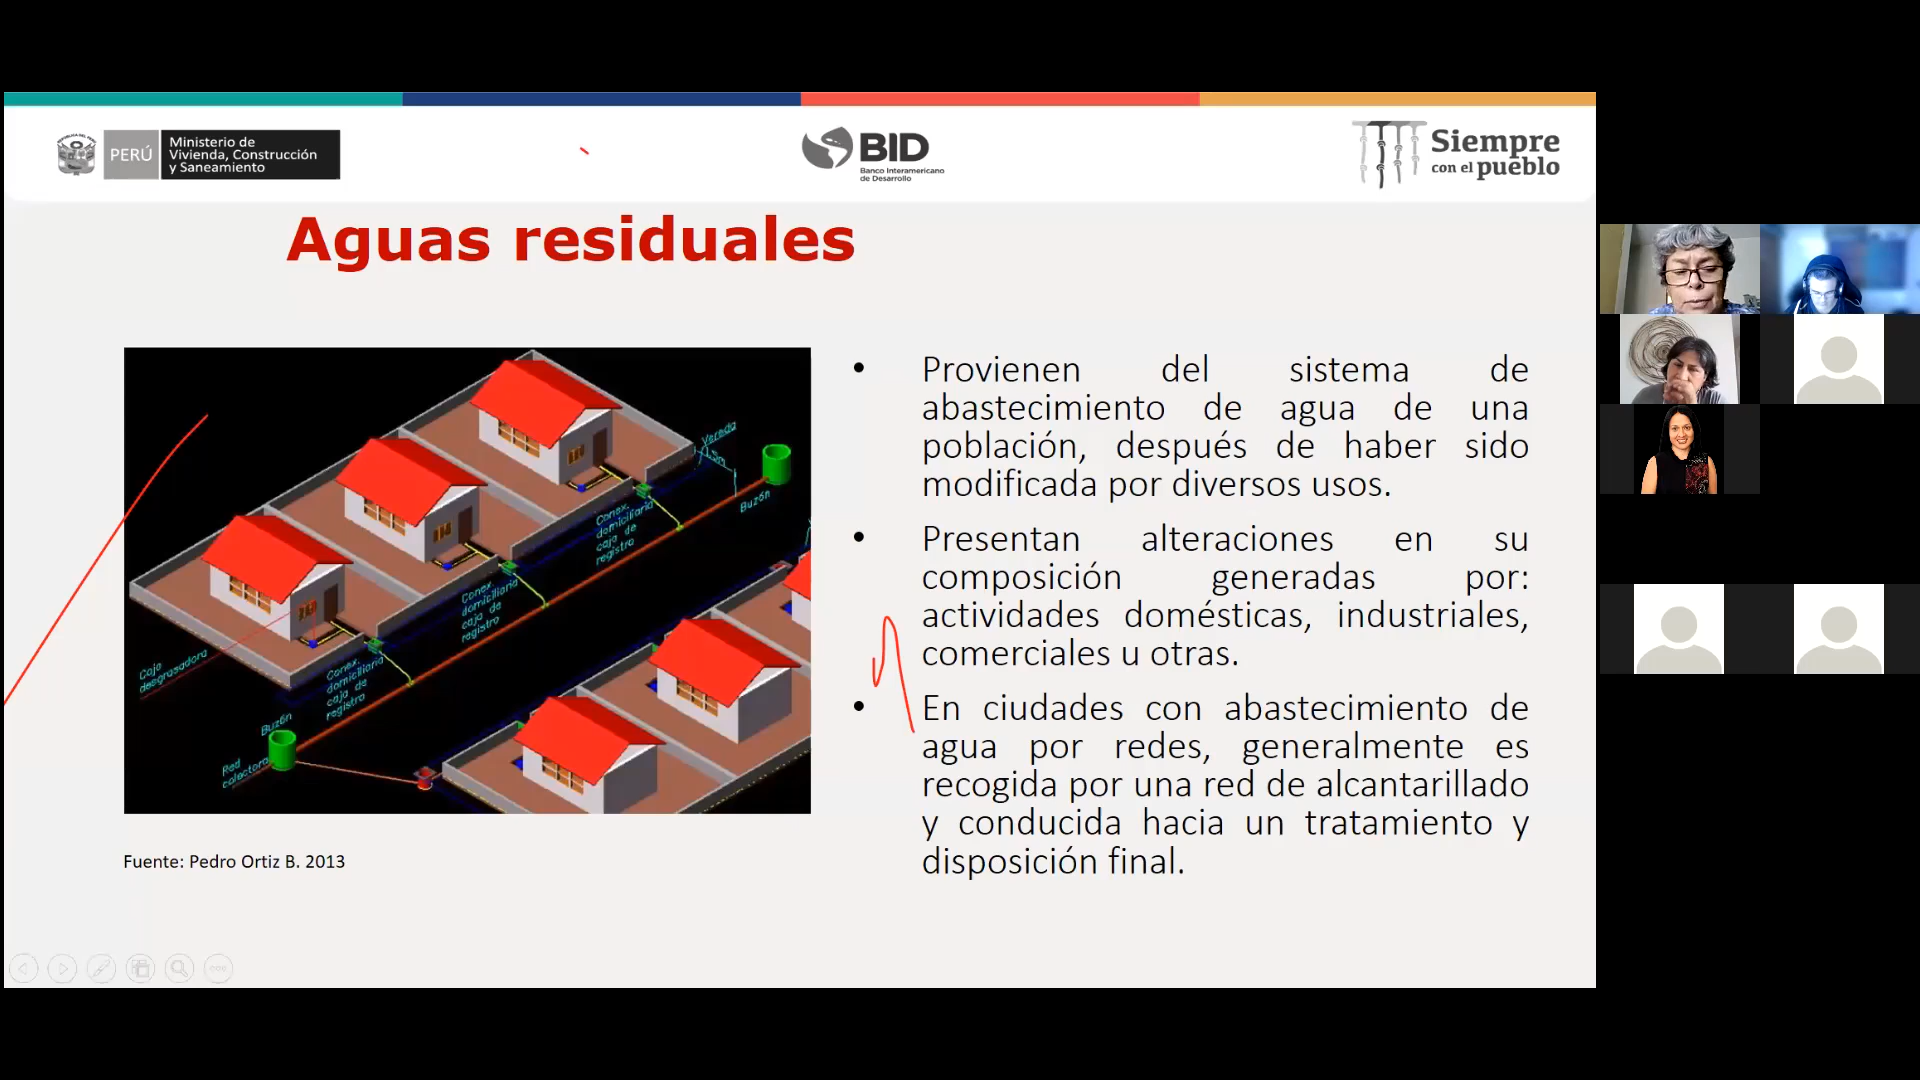 PERÚ
Ministerio de
Vivienda, Construcción
y Saneamiento
BID
Banco Interamericano
de Desarrollo
Siempre
con el pueblo
Aguas residuales
Vereda
Buzón
Conex.
domiciliaria
caja de
registro
Conex.
domiciliaria
caja de
registro
Conex.
domiciliaria
caja de
registro
Caja
desgrasadora
Buzón
Red
colectora
Fuente: Pedro Ortiz B. 2013
• Provienen del sistema de
abastecimiento de agua de una
población, después de haber sido
modificada por diversos usos.
• Presentan alteraciones en su
composición generadas por:
actividades domésticas, industriales,
comerciales u otras.
• En ciudades con abastecimiento de
agua por redes, generalmente es
recogida por una red de alcantarillado
y conducida hacia un tratamiento y
disposición final.